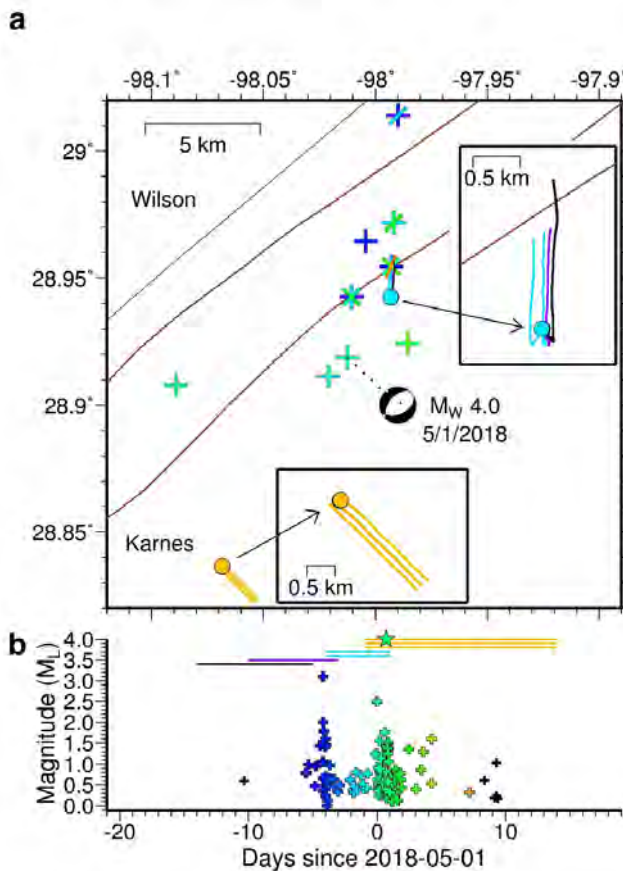 a
-98.1° -98.05° -98° -97.95° -97.9°
29°
5 km
0.5 km
Wilson
28.95°
28.9°
M_W 4.0
5/1/2018
28.85°
Karnes
0.5 km
b
Magnitude (M_L)
4.0
3.5
3.0
2.5
2.0
1.5
1.0
0.5
0.0
-20 -10 0 10
Days since 2018-05-01